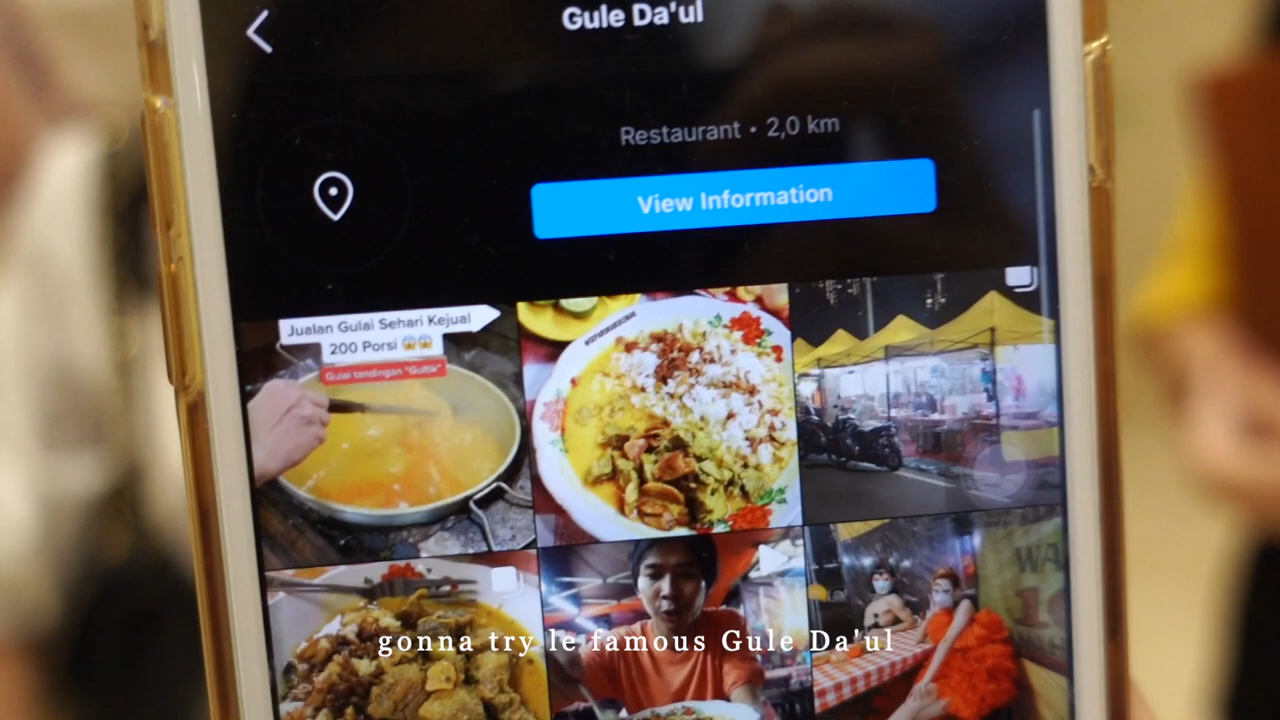 Gule Da'ul
Restaurant • 2,0 km
View Information
Jualan Gulai Sehari Kejual
200 Porsi 😱😱
Gulai tandingan "Gultik"
WA
gonna try le famous Gule Da'ul